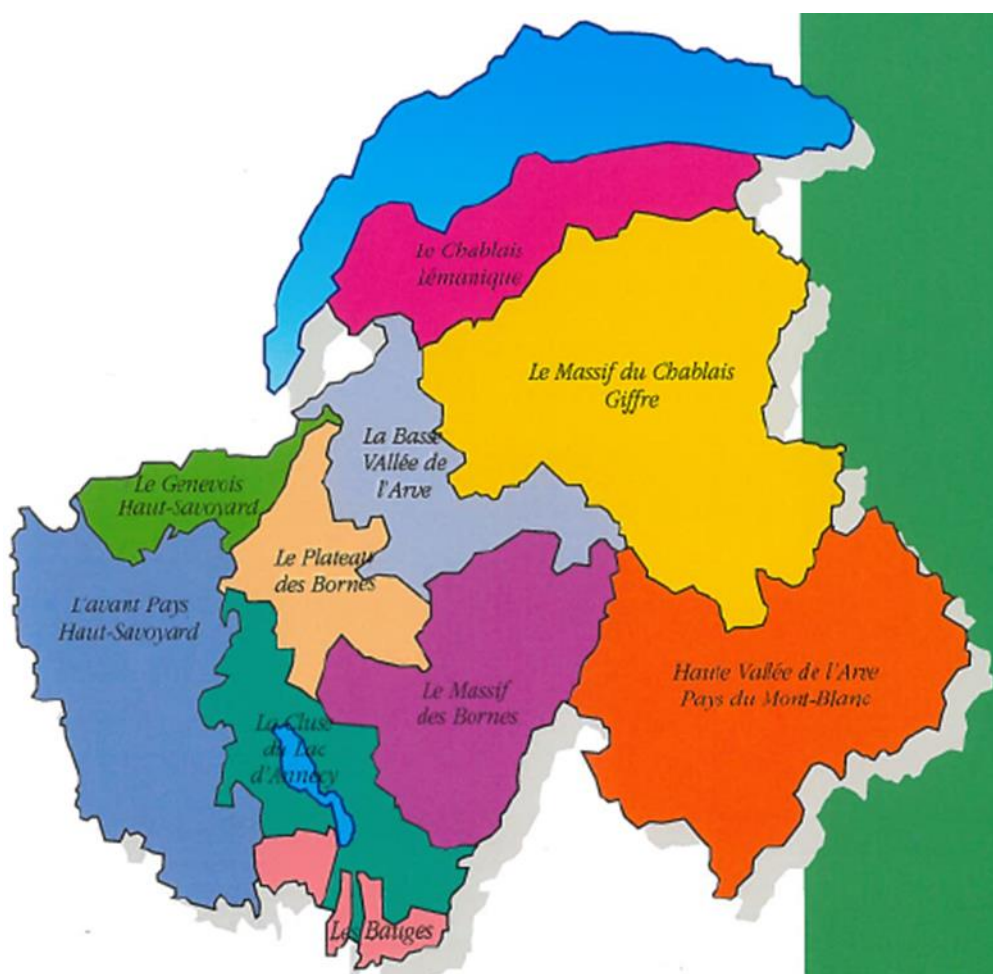 Le Chablais
Lémanique
Le Massif du Chablais
Giffre
La Basse
VAllée de
l'Arve
Le Genevois
Haut-Savoyard
Le Plateau
des Bornes
L'avant Pays
Haut-Savoyard
Haute Vallée de l'Arve
Pays du Mont-Blanc
Le Massif
des Bornes
La Cluse
du Lac
d'Annecy
Les Bauges